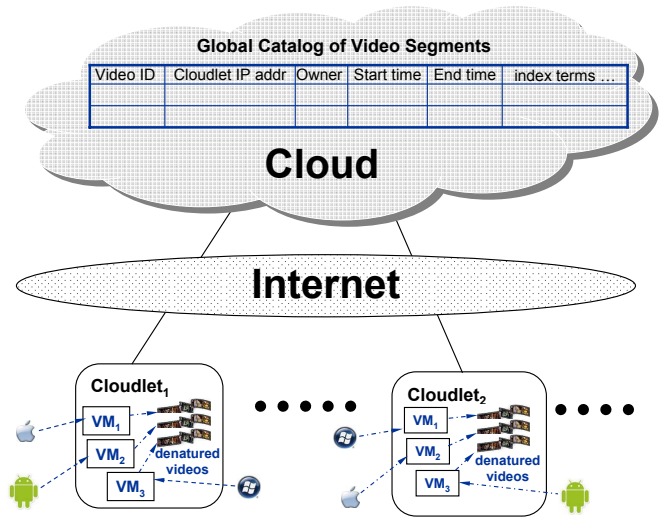 Global Catalog of Video Segments
Video ID Cloudlet IP addr Owner Start time End time index terms …
Cloud
Internet
Cloudlet1
VM1
VM2
denatured
videos
VM3
Cloudlet2
VM1
VM2
denatured
videos
VM3